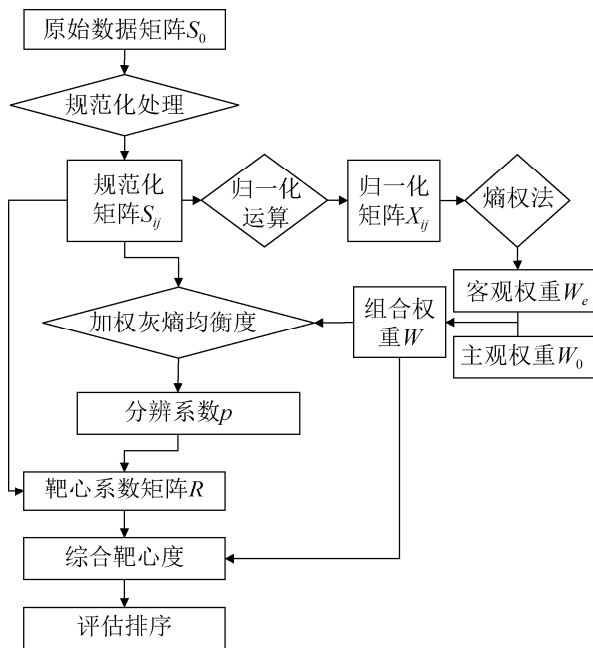 原始数据矩阵S₀
规范化处理
规范化
矩阵Sᵢⱼ
归一化
运算
归一化
矩阵Xᵢⱼ
熵权法
客观权重Wₑ
主观权重W₀
组合权
重W
加权灰熵均衡度
分辨系数p
靶心系数矩阵R
综合靶心度
评估排序